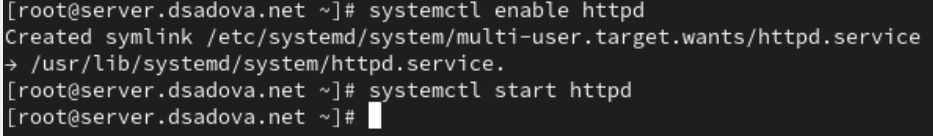 [root@server.dsadova.net ~]# systemctl enable httpd
Created symlink /etc/systemd/system/multi-user.target.wants/httpd.service
→ /usr/lib/systemd/system/httpd.service.
[root@server.dsadova.net ~]# systemctl start httpd
[root@server.dsadova.net ~]#